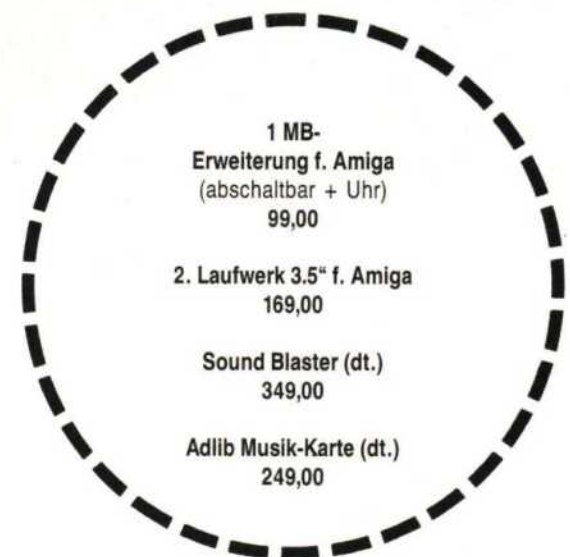 1 MB-
Erweiterung f. Amiga
(abschaltbar + Uhr)
99,00
2. Laufwerk 3.5“ f. Amiga
169,00
Sound Blaster (dt.)
349,00
Adlib Musik-Karte (dt.)
249,00